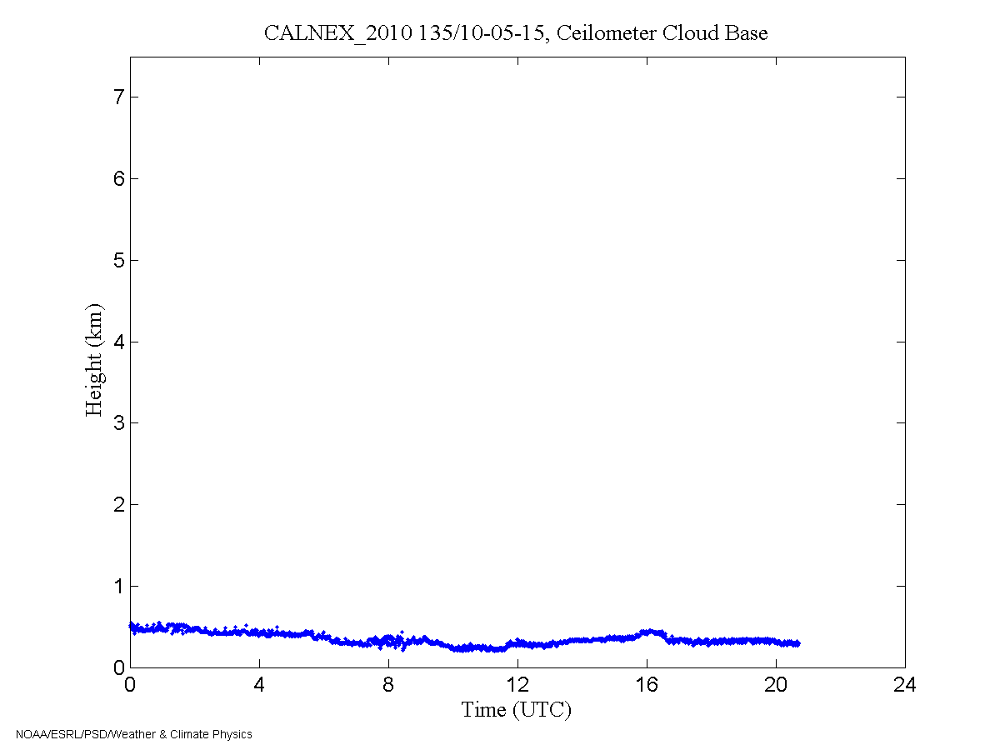 CALNEX_2010 135/10-05-15, Ceilometer Cloud Base
7
6
5
4
3
2
1
0
Height (km)
0 4 8 12 16 20 24
Time (UTC)
NOAA/ESRL/PSD/Weather & Climate Physics